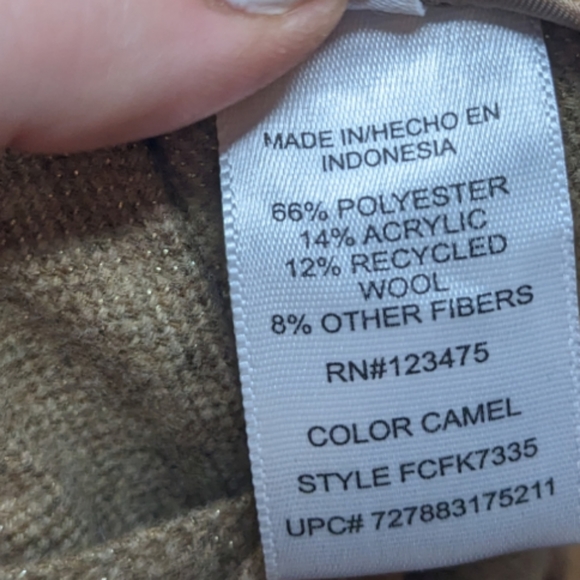 MADE IN/HECHO EN
INDONESIA
66% POLYESTER
14% ACRYLIC
12% RECYCLED
WOOL
8% OTHER FIBERS
RN#123475
COLOR CAMEL
STYLE FCFK7335
UPC# 727883175211